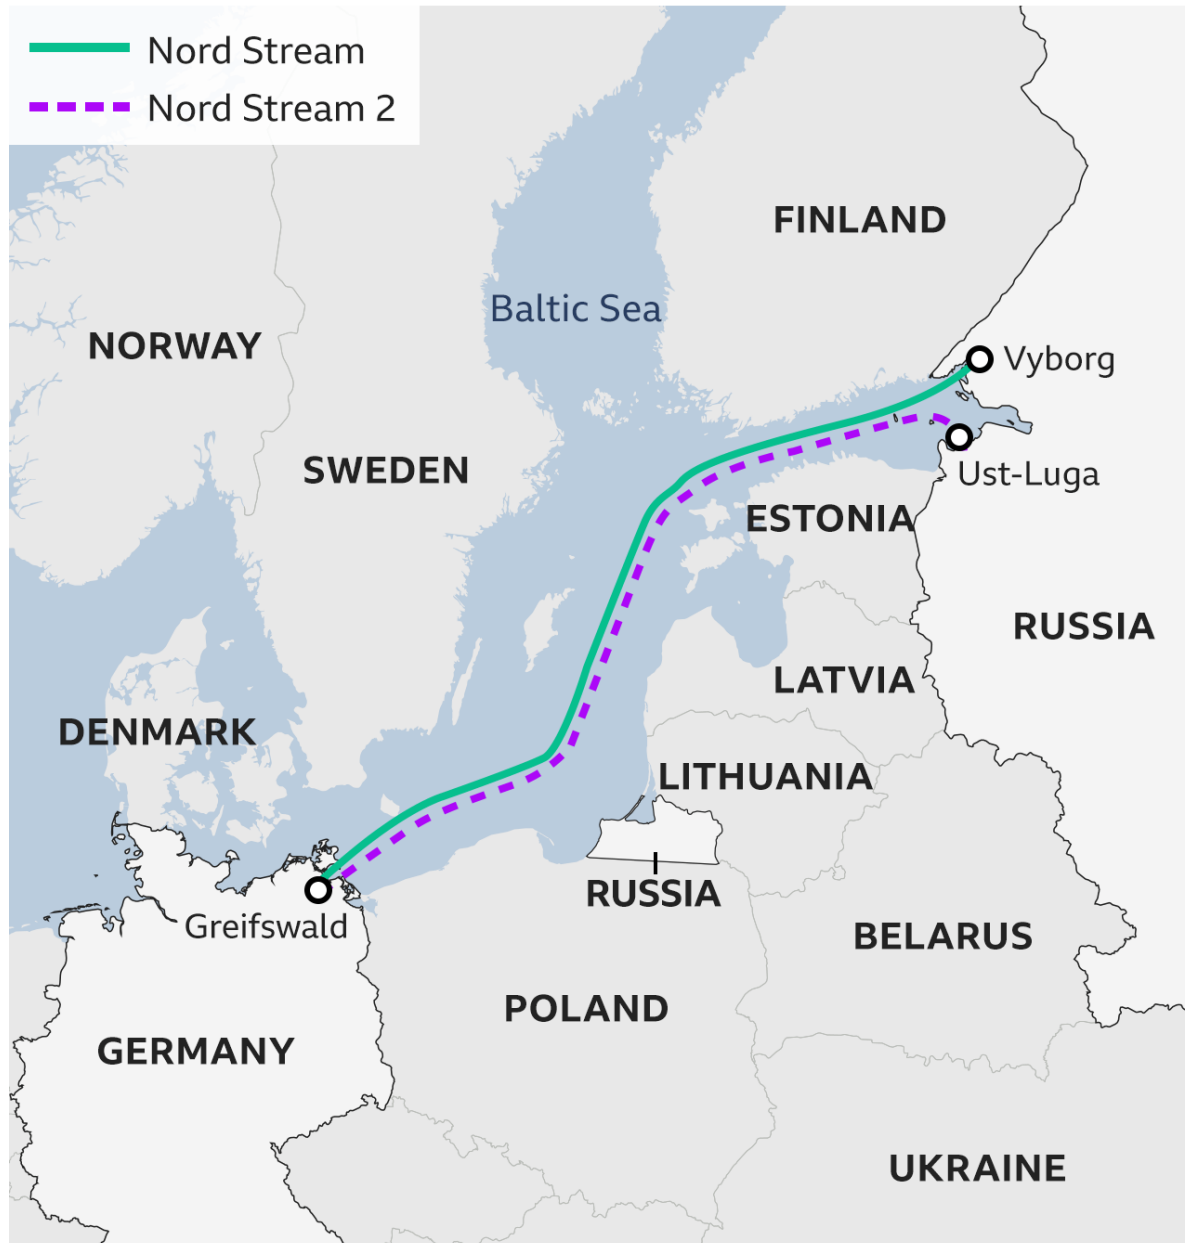 Nord Stream
Nord Stream 2
FINLAND
Baltic Sea
NORWAY
Vyborg
SWEDEN
Ust-Luga
ESTONIA
RUSSIA
LATVIA
DENMARK
LITHUANIA
RUSSIA
Greifswald
BELARUS
POLAND
GERMANY
UKRAINE